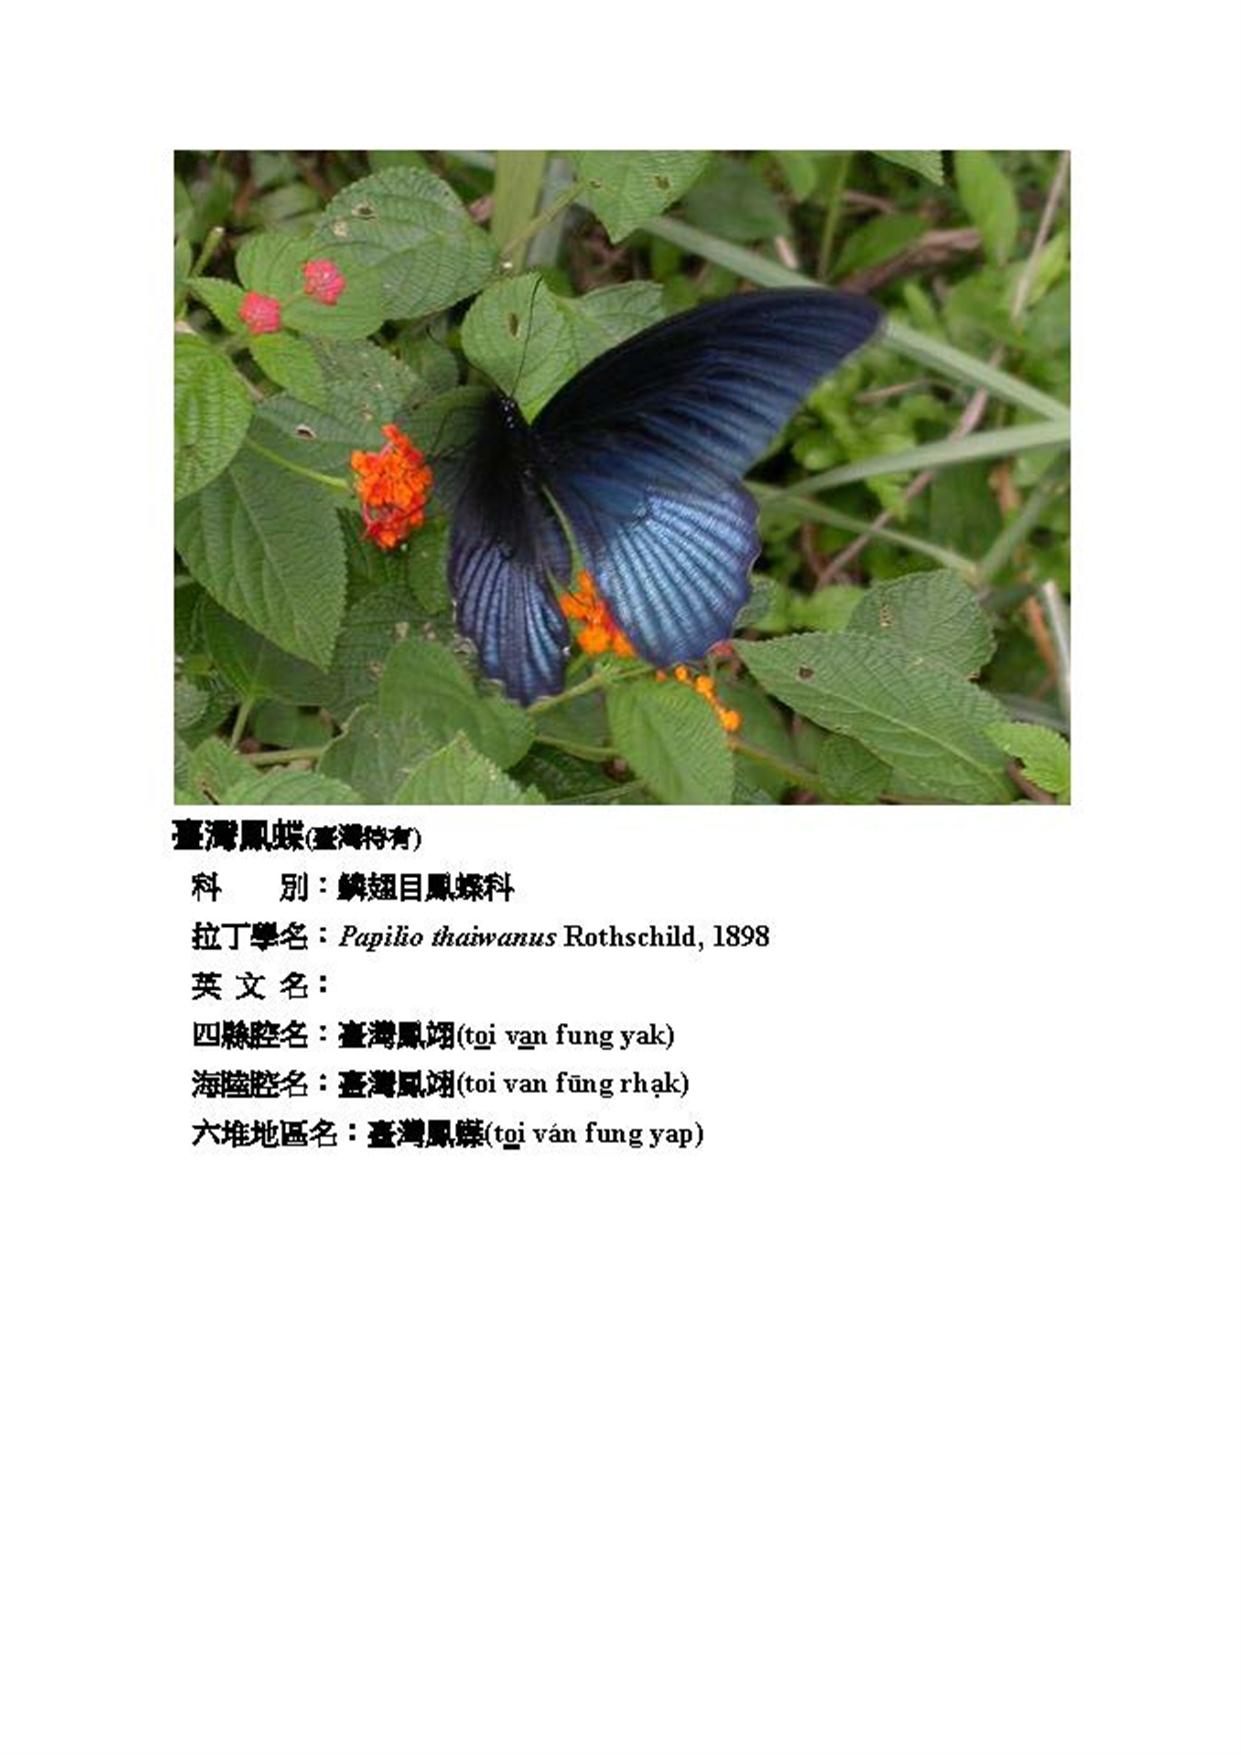 臺灣鳳蝶(臺灣特有)
科　　別：鱗翅目鳳蝶科
拉丁學名：Papilio thaiwanus Rothschild, 1898
英 文 名：
四縣腔名：臺灣鳳翊(to̲i va̲n fung yak)
海陸腔名：臺灣鳳翊(toi van fūng rhạk)
六堆地區名：臺灣鳳蝶(to̲i ván fung yap)